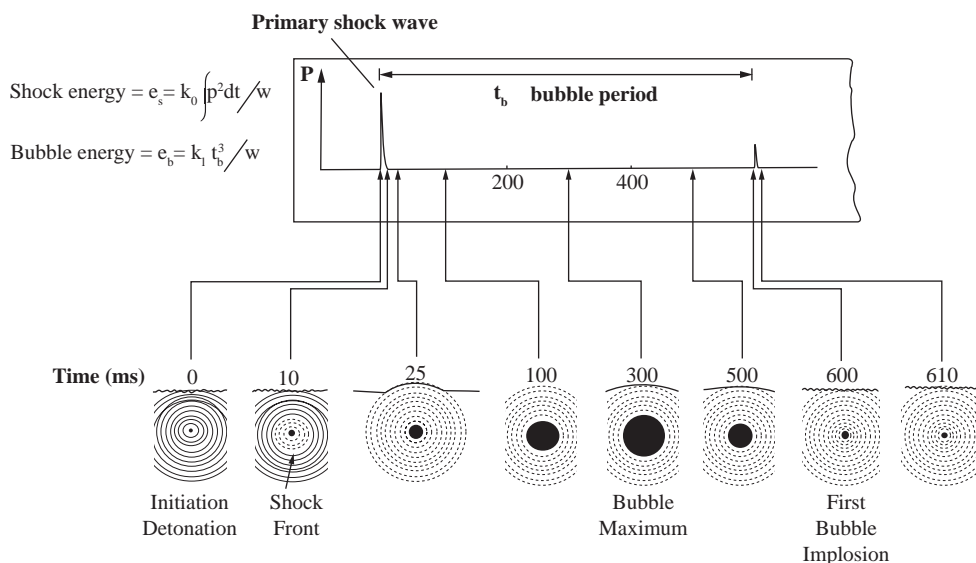 Primary shock wave
P
t_b bubble period
Shock energy = e_s = k_0 ∫p²dt/w
Bubble energy = e_b = k_1 t_b³/w
200 400
Time (ms) 0 10 25 100 300 500 600 610
Initiation Detonation
Shock Front
Bubble Maximum
First Bubble Implosion